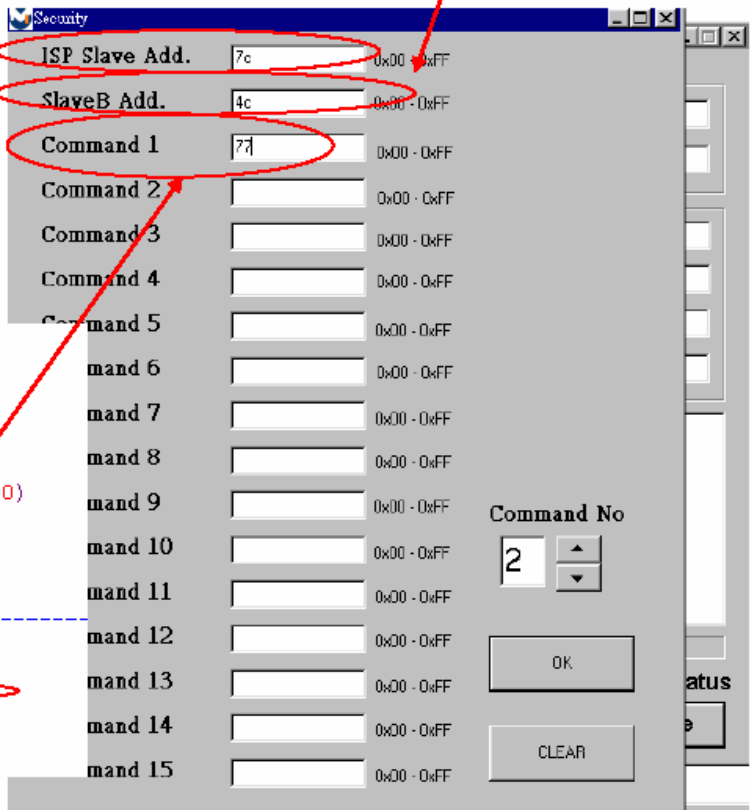 Security
ISP Slave Add. 7c 0x00 - 0xFF
SlaveB Add. 4c 0x00 - 0xFF
Command 1 77 0x00 - 0xFF
Command 2 0x00 - 0xFF
Command 3 0x00 - 0xFF
Command 4 0x00 - 0xFF
Command 5 0x00 - 0xFF
mand 6 0x00 - 0xFF
mand 7 0x00 - 0xFF
mand 8 0x00 - 0xFF
0)
mand 9 0x00 - 0xFF
Command No
mand 10 0x00 - 0xFF
2
mand 11 0x00 - 0xFF
mand 12 0x00 - 0xFF
OK
mand 13 0x00 - 0xFF
atus
mand 14 0x00 - 0xFF
e
CLEAR
mand 15 0x00 - 0xFF